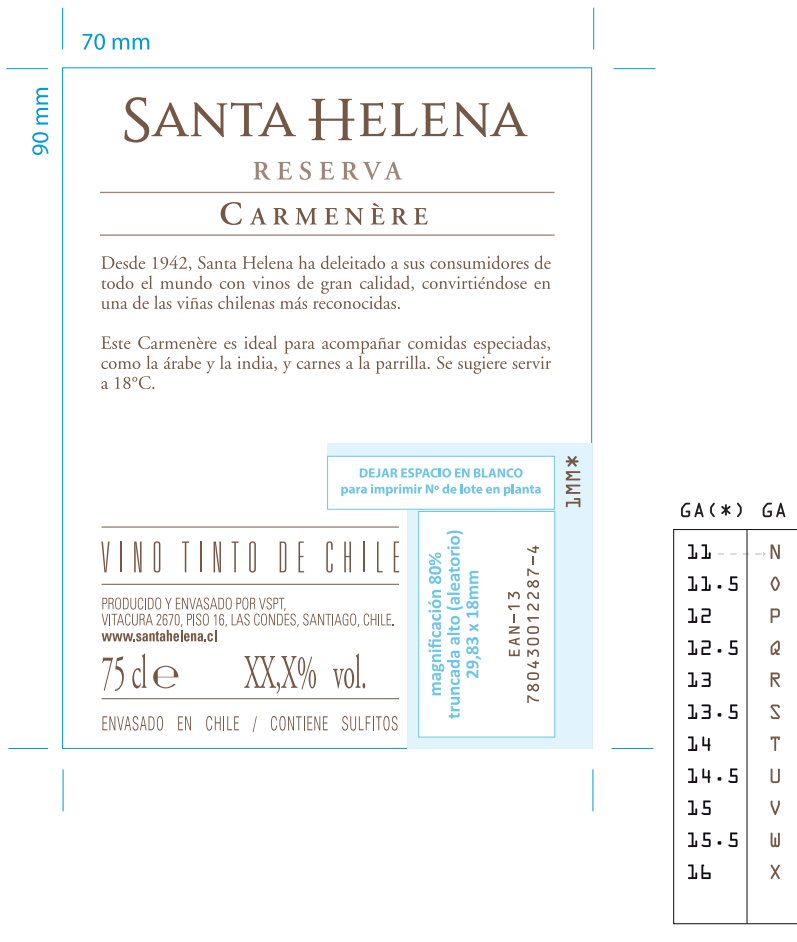 70 mm
90 mm
SANTA HELENA
RESERVA
CARMENÈRE
Desde 1942, Santa Helena ha deleitado a sus consumidores de
todo el mundo con vinos de gran calidad, convirtiéndose en
una de las viñas chilenas más reconocidas.
Este Carmenère es ideal para acompañar comidas especiadas,
como la árabe y la india, y carnes a la parrilla. Se sugiere servir
a 18°C.
DEJAR ESPACIO EN BLANCO
para imprimir Nº de lote en planta
1MM*
VINO TINTO DE CHILE
PRODUCIDO Y ENVASADO POR VSPT,
VITACURA 2670, PISO 16, LAS CONDES, SANTIAGO, CHILE.
www.santahelena.cl
75 cl e XX,X% vol.
ENVASADO EN CHILE / CONTIENE SULFITOS
magnificación 80%
truncada alto (aleatorio)
29,83 x 18mm
EAN-13
780430012287-4
GA(*) GA
11 N
11.5 O
12 P
12.5 Q
13 R
13.5 S
14 T
14.5 U
15 V
15.5 W
16 X